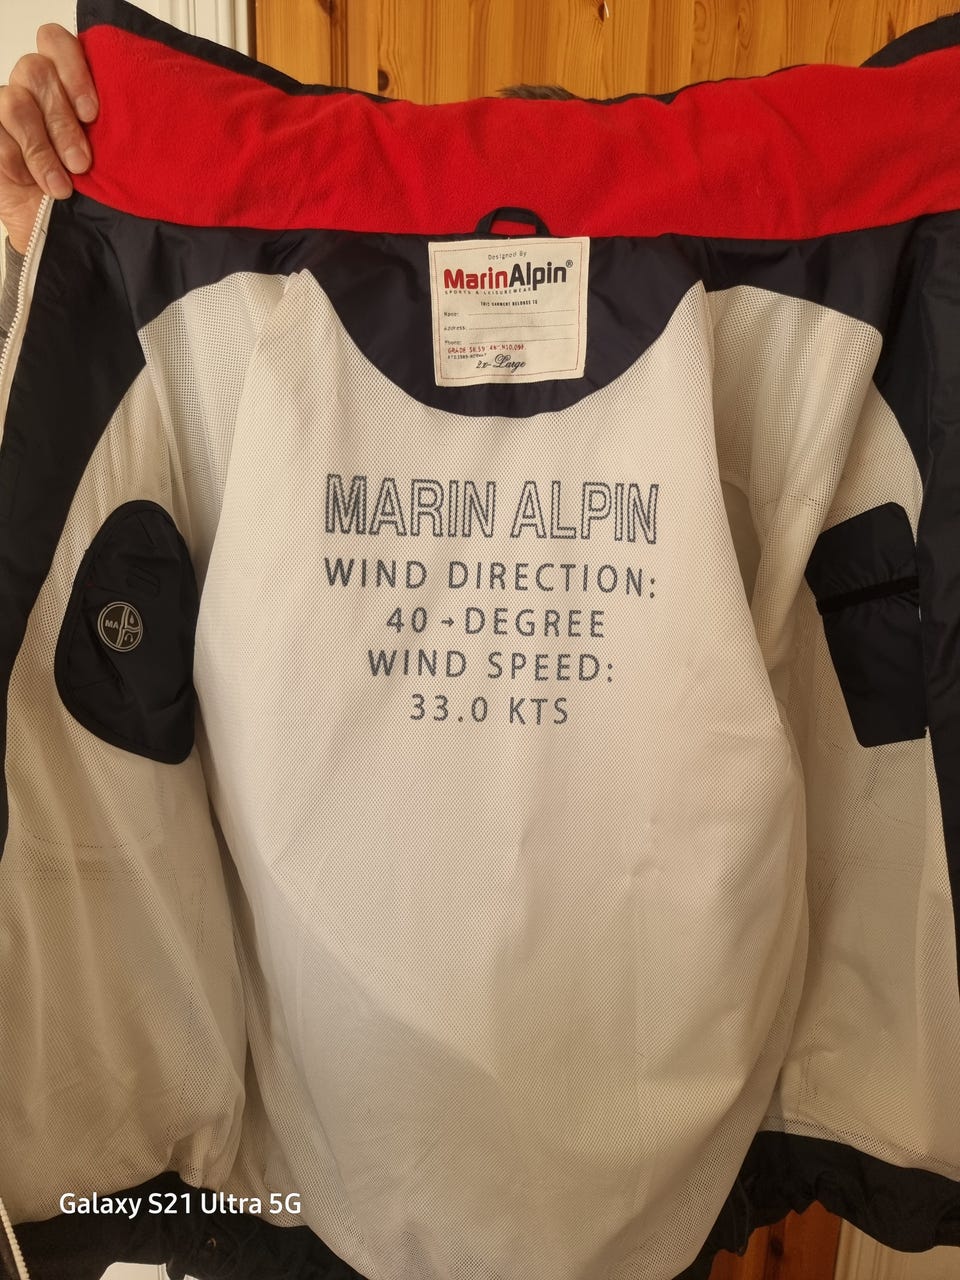 Designed By
MarinAlpin®
SPORTS & LEISUREWEAR
THIS GARMENT BELONGS TO
Name:
Address:
Phone:
2x-Large
MARIN ALPIN
WIND DIRECTION:
40→DEGREE
WIND SPEED:
33.0 KTS
MA
Galaxy S21 Ultra 5G